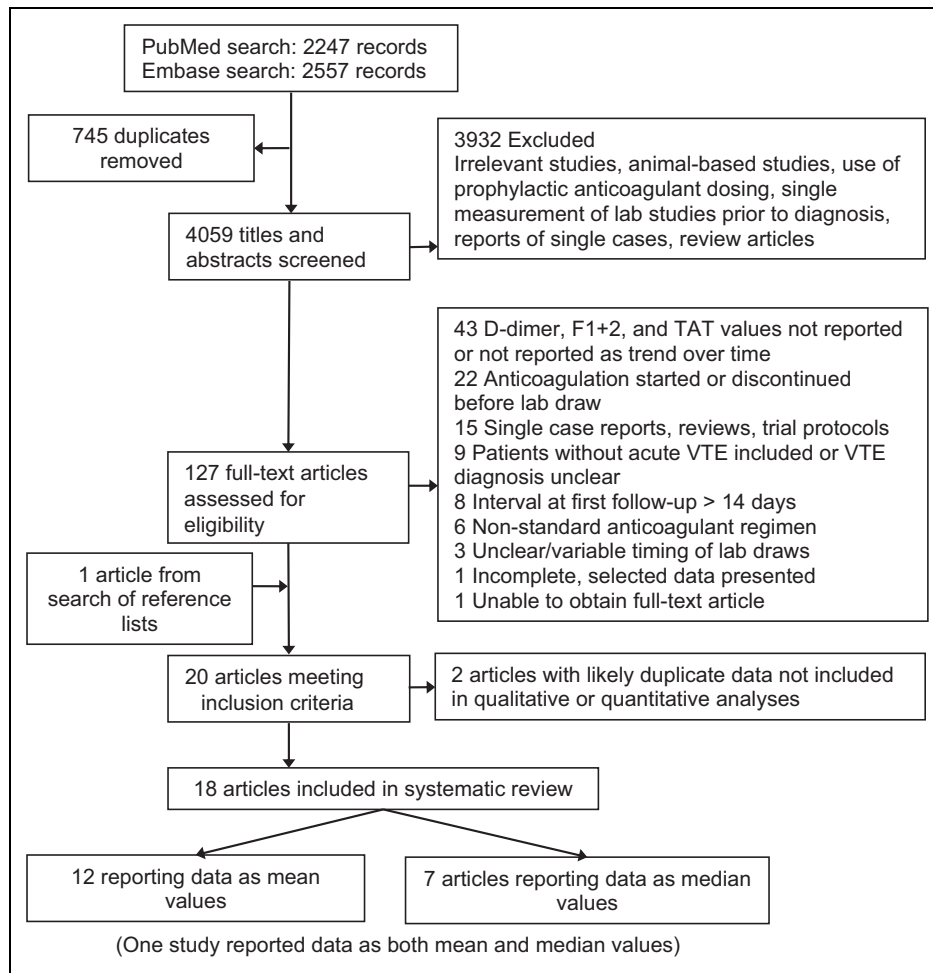 PubMed search: 2247 records
Embase search: 2557 records
745 duplicates
removed
3932 Excluded
Irrelevant studies, animal-based studies, use of
prophylactic anticoagulant dosing, single
measurement of lab studies prior to diagnosis,
reports of single cases, review articles
4059 titles and
abstracts screened
43 D-dimer, F1+2, and TAT values not reported
or not reported as trend over time
22 Anticoagulation started or discontinued
before lab draw
15 Single case reports, reviews, trial protocols
9 Patients without acute VTE included or VTE
diagnosis unclear
8 Interval at first follow-up > 14 days
6 Non-standard anticoagulant regimen
3 Unclear/variable timing of lab draws
1 Incomplete, selected data presented
1 Unable to obtain full-text article
127 full-text articles
assessed for
eligibility
1 article from
search of reference
lists
20 articles meeting
inclusion criteria
2 articles with likely duplicate data not included
in qualitative or quantitative analyses
18 articles included in systematic review
12 reporting data as mean
values
7 articles reporting data as median
values
(One study reported data as both mean and median values)